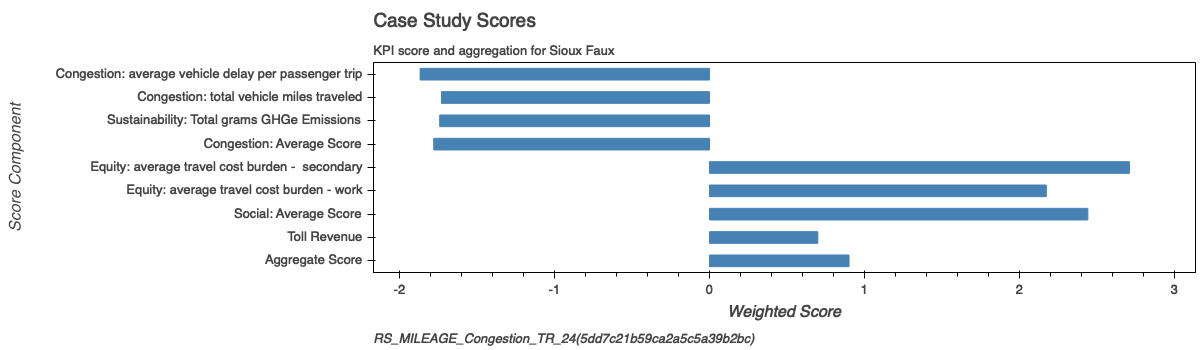 Case Study Scores
KPI score and aggregation for Sioux Faux
Score Component
Congestion: average vehicle delay per passenger trip
Congestion: total vehicle miles traveled
Sustainability: Total grams GHGe Emissions
Congestion: Average Score
Equity: average travel cost burden - secondary
Equity: average travel cost burden - work
Social: Average Score
Toll Revenue
Aggregate Score
-2 -1 0 1 2 3
Weighted Score
RS_MILEAGE_Congestion_TR_24(5dd7c21b59ca2a5c5a39b2bc)